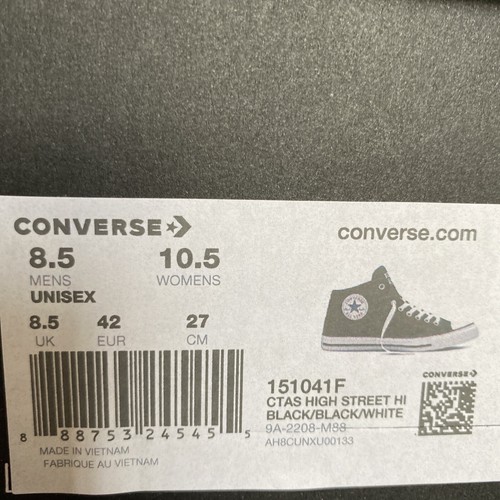 CONVERSE
converse.com
8.5 10.5
MENS WOMENS
UNISEX
8.5 42 27
UK EUR CM
151041F
CTAS HIGH STREET HI
BLACK/BLACK/WHITE
9A-2208-M88
AH8CUNXU00133
CONVERSE
8 88753 24545 5
MADE IN VIETNAM
FABRIQUE AU VIETNAM